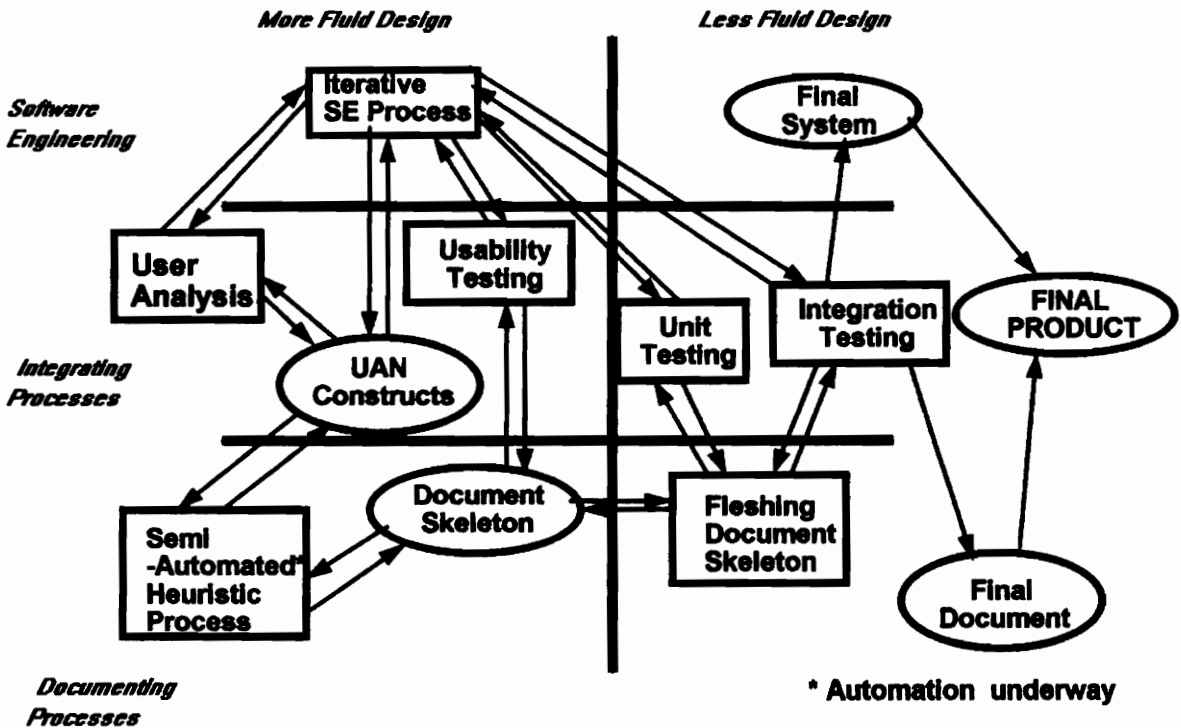 More Fluid Design
Less Fluid Design
Software
Engineering
Iterative
SE Process
Final
System
User
Analysis
Usability
Testing
Unit
Testing
Integration
Testing
FINAL
PRODUCT
Integrating
Processes
UAN
Constructs
Document
Skeleton
Semi
-Automated*
Heuristic
Process
Fleshing
Document
Skeleton
Final
Document
Documenting
Processes
* Automation underway